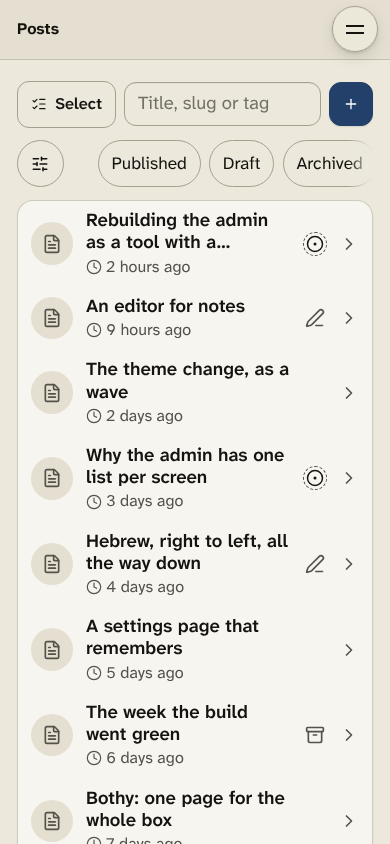 Posts
Select
Title, slug or tag
Published
Draft
Archived
Rebuilding the admin
as a tool with a...
2 hours ago
An editor for notes
9 hours ago
The theme change, as a
wave
2 days ago
Why the admin has one
list per screen
3 days ago
Hebrew, right to left, all
the way down
4 days ago
A settings page that
remembers
5 days ago
The week the build
went green
6 days ago
Bothy: one page for the
whole box
7 days ago